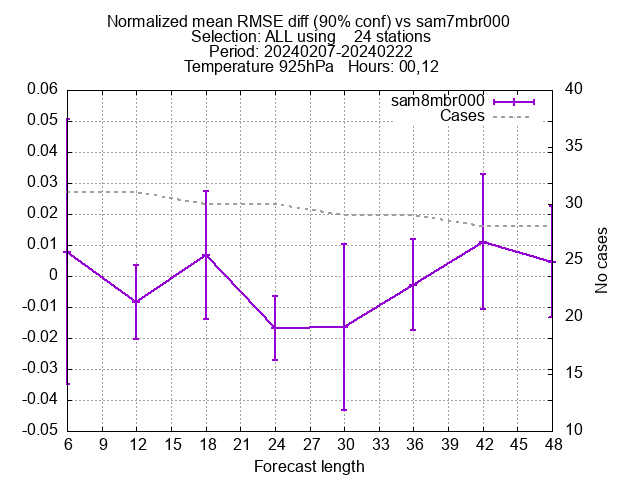 Normalized mean RMSE diff (90% conf) vs sam7mbr000
Selection: ALL using    24 stations
Period: 20240207-20240222
Temperature 925hPa   Hours: 00,12
sam8mbr000
Cases
0.06
0.05
0.04
0.03
0.02
0.01
0
-0.01
-0.02
-0.03
-0.04
-0.05
40
35
30
25
20
15
10
No cases
6 12 15 18 21 24 27 30 33 36 39 42 45 48
9
Forecast length